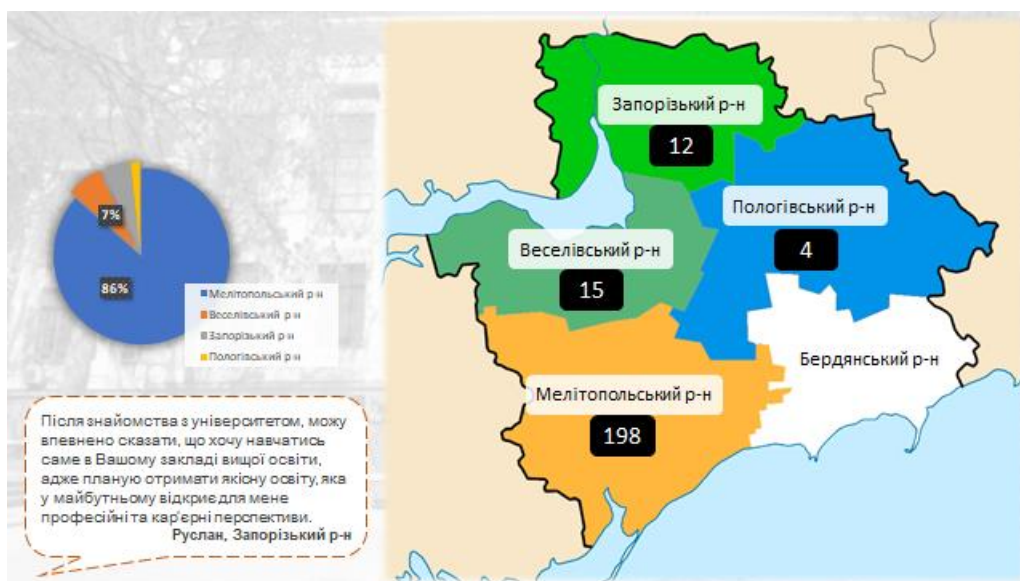 7%
86%
Мелітопольський р-н
Веселівський р-н
Запорізький р-н
Пологівський р-н
Після знайомства з університетом, можу
впевнено сказати, що хочу навчатись
саме в Вашому закладі вищої освіти,
адже планую отримати якісну освіту, яка
у майбутньому відкриє для мене
професійні та кар'єрні перспективи.
Руслан, Запорізький р-н
Запорізький р-н
12
Пологівський р-н
4
Веселівський р-н
15
Бердянський р-н
Мелітопольський р-н
198